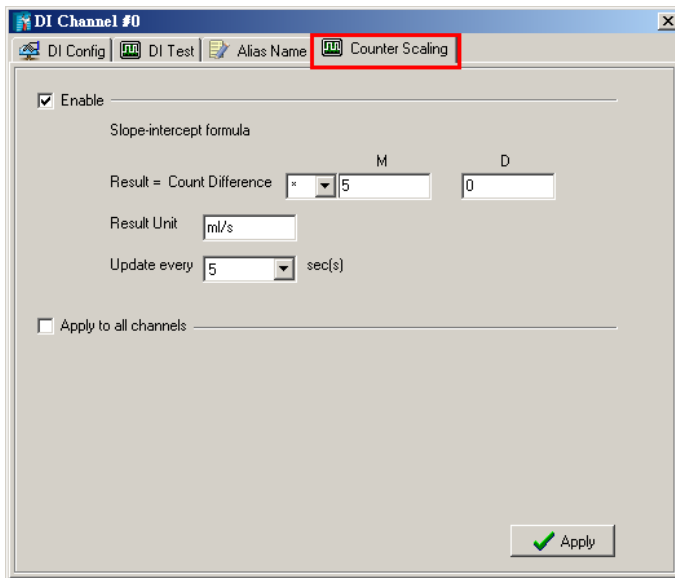 DI Channel #0
DI Config DI Test Alias Name Counter Scaling
Enable
Slope-intercept formula
M D
Result = Count Difference * 5 0
Result Unit ml/s
Update every 5 sec(s)
Apply to all channels
Apply